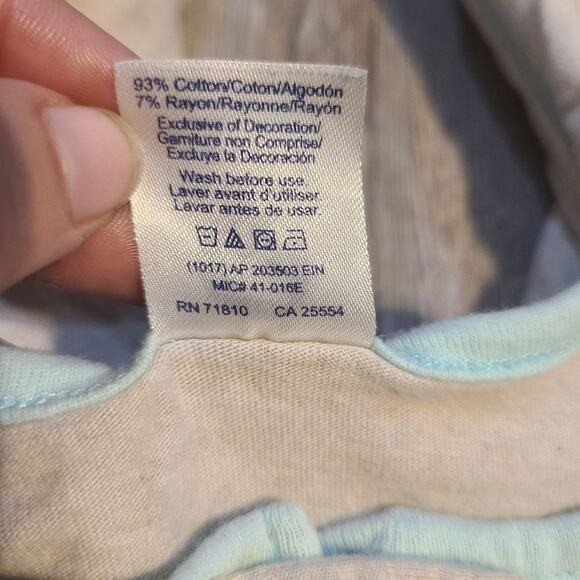 93% Cotton/Coton/Algodón
7% Rayon/Rayonne/Rayón
Exclusive of Decoration/
Garniture non Comprise/
Excluye la Decoración
Wash before use.
Laver avant d'utiliser.
Lavar antes de usar.
(1017) AP 203503 EIN
MIC# 41-016E
RN 71810 CA 25554